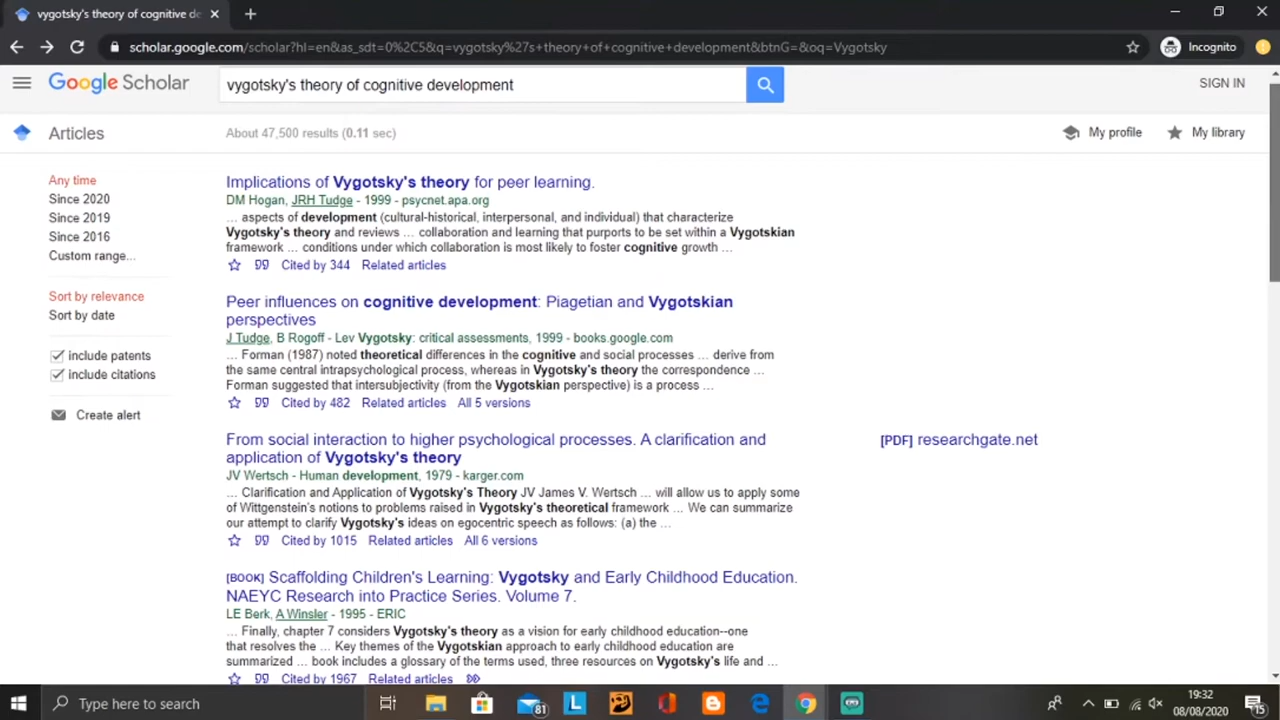 vygotsky's theory of cognitive de
scholar.google.com/scholar?hl=en&as_sdt=0%2C5&q=vygotsky%27s+theory+of+cognitive+development&btnG=&oq=Vygotsky
Incognito
Google Scholar
vygotsky's theory of cognitive development
SIGN IN
Articles
About 47,500 results (0.11 sec)
My profile
My library
Any time
Since 2020
Since 2019
Since 2016
Custom range...
Sort by relevance
Sort by date
include patents
include citations
Create alert
Implications of Vygotsky's theory for peer learning.
DM Hogan, JRH Tudge - 1999 - psycnet.apa.org
... aspects of development (cultural-historical, interpersonal, and individual) that characterize
Vygotsky's theory and reviews ... collaboration and learning that purports to be set within a Vygotskian
framework ... conditions under which collaboration is most likely to foster cognitive growth ...
Cited by 344 Related articles
Peer influences on cognitive development: Piagetian and Vygotskian
perspectives
J Tudge, B Rogoff - Lev Vygotsky: critical assessments, 1999 - books.google.com
... Forman (1987) noted theoretical differences in the cognitive and social processes ... derive from
the same central intrapsychological process, whereas in Vygotsky's theory the correspondence ...
Forman suggested that intersubjectivity (from the Vygotskian perspective) is a process ...
Cited by 482 Related articles All 5 versions
From social interaction to higher psychological processes. A clarification and
application of Vygotsky's theory
[PDF] researchgate.net
JV Wertsch - Human development, 1979 - karger.com
... Clarification and Application of Vygotsky's Theory JV James V. Wertsch ... will allow us to apply some
of Wittgenstein's notions to problems raised in Vygotsky's theoretical framework ... We can summarize
our attempt to clarify Vygotsky's ideas on egocentric speech as follows: (a) the ...
Cited by 1015 Related articles All 6 versions
[BOOK] Scaffolding Children's Learning: Vygotsky and Early Childhood Education.
NAEYC Research into Practice Series. Volume 7.
LE Berk, A Winsler - 1995 - ERIC
... Finally, chapter 7 considers Vygotsky's theory as a vision for early childhood education--one
that resolves the ... Key themes of the Vygotskian approach to early childhood education are
summarized ... book includes a glossary of the terms used, three resources on Vygotsky's life and ...
Cited by 1967 Related articles
Type here to search
81
L
19:32
08/08/2020
15